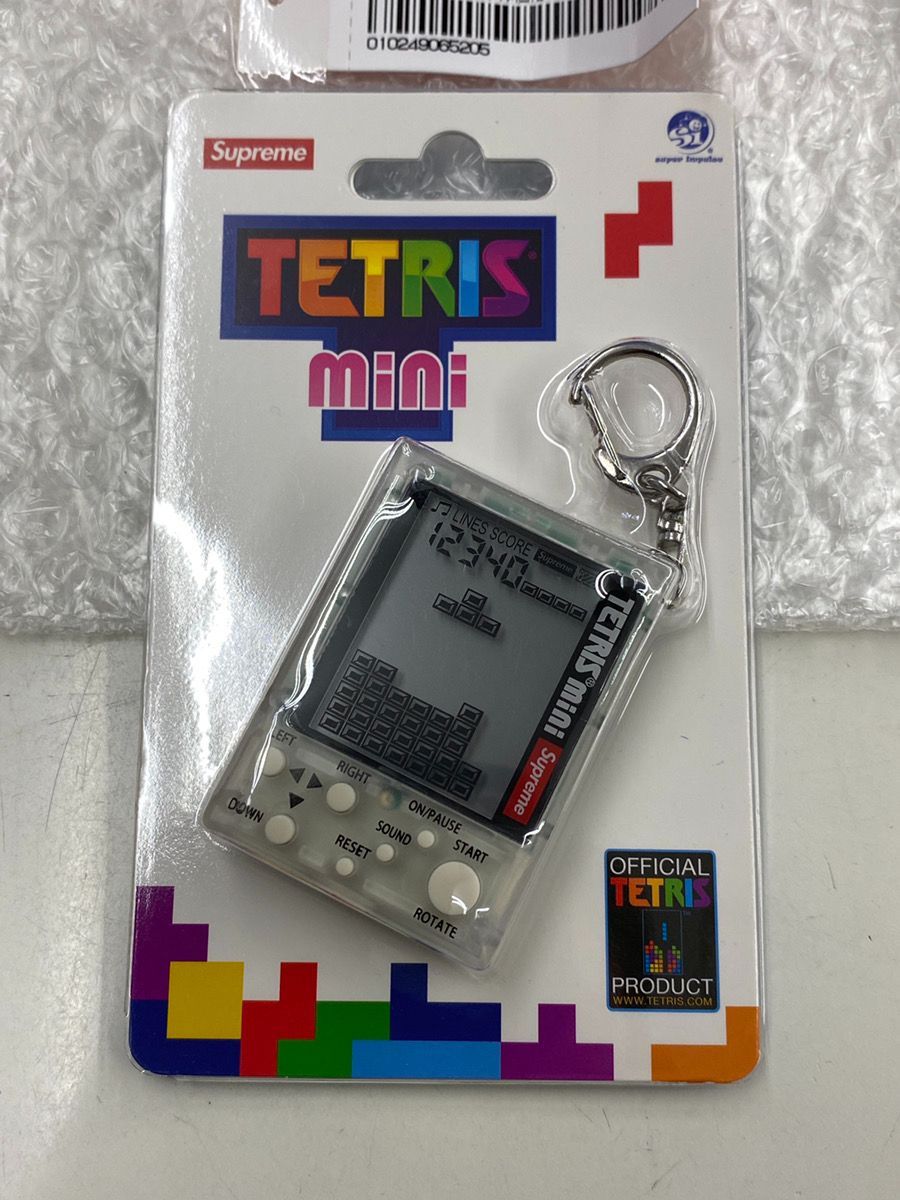 010249065205
Supreme
super impulse
TETRIS®
mini
LINES SCORE
Supreme
12340
TETRIS® mini
Supreme
LEFT
RIGHT
DOWN
ON/PAUSE
SOUND
START
RESET
ROTATE
OFFICIAL
TETRIS™
PRODUCT
WWW.TETRIS.COM